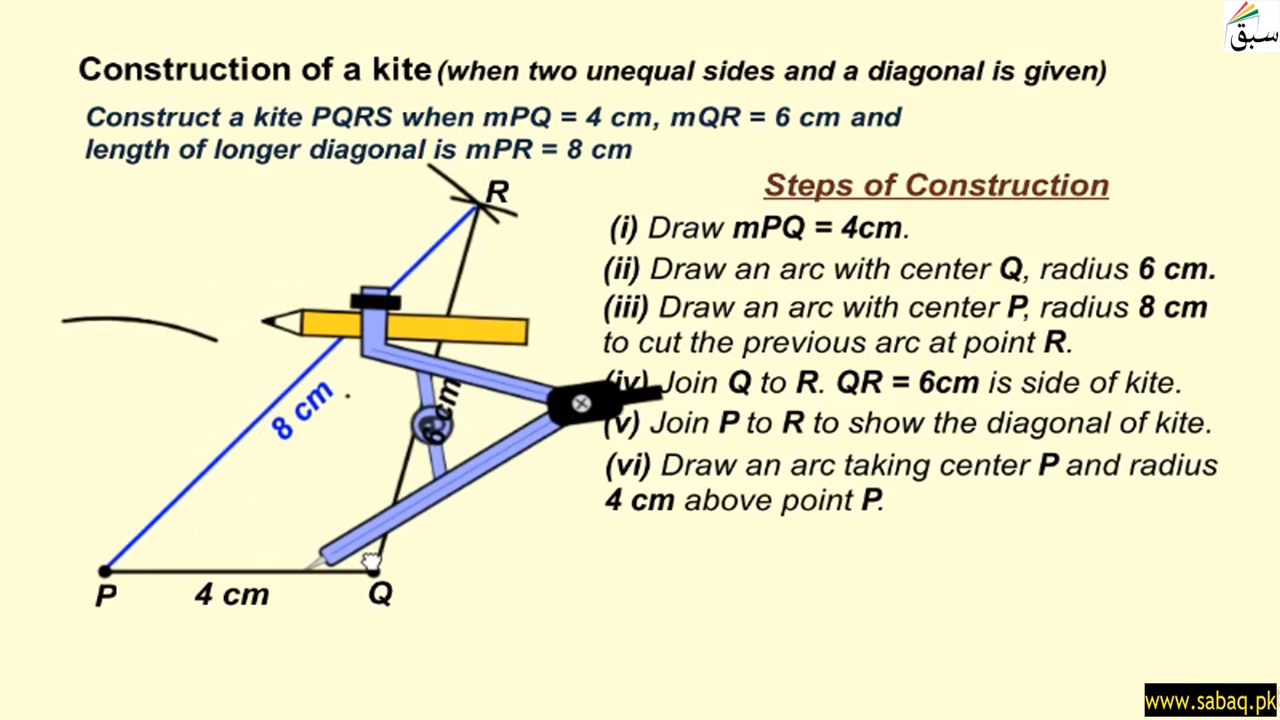 سبق
Construction of a kite (when two unequal sides and a diagonal is given)
Construct a kite PQRS when mPQ = 4 cm, mQR = 6 cm and
length of longer diagonal is mPR = 8 cm
R
Steps of Construction
(i) Draw mPQ = 4cm.
(ii) Draw an arc with center Q, radius 6 cm.
(iii) Draw an arc with center P, radius 8 cm
to cut the previous arc at point R.
(iv) Join Q to R. QR = 6cm is side of kite.
(v) Join P to R to show the diagonal of kite.
(vi) Draw an arc taking center P and radius
4 cm above point P.
8 cm
6 cm
P
4 cm
Q
www.sabaq.pk